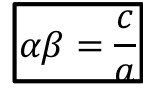 αβ = c/a